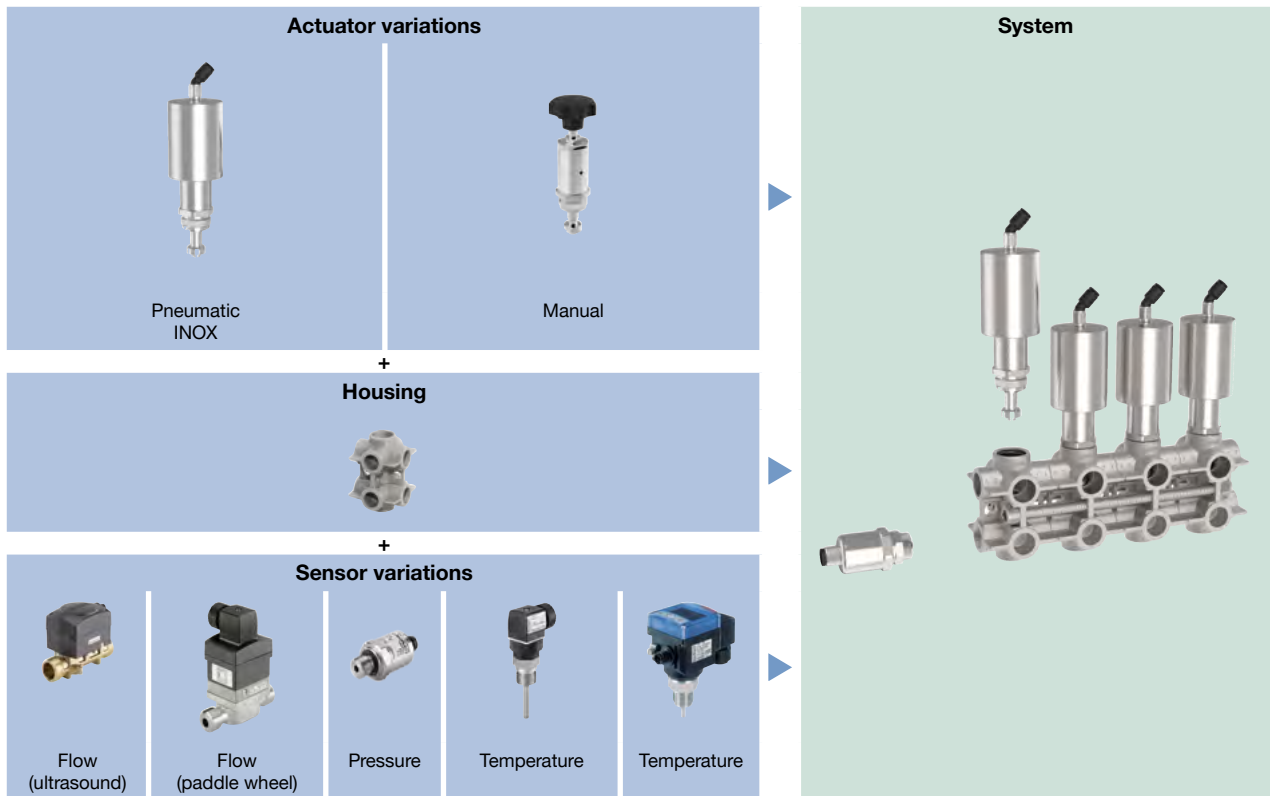 Actuator variations
System
Pneumatic
INOX
Manual
+
Housing
+
Sensor variations
Flow
(ultrasound)
Flow
(paddle wheel)
Pressure
Temperature
Temperature